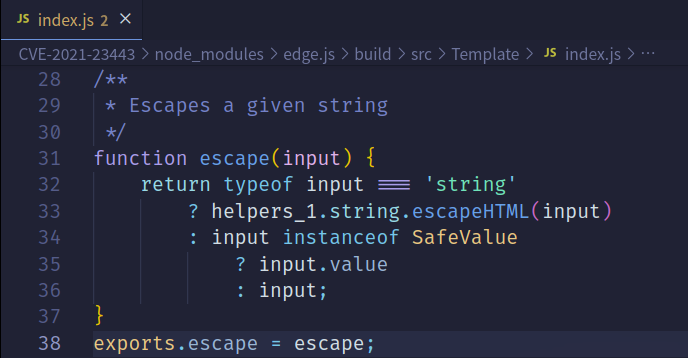 JS index.js 2 ×
CVE-2021-23443 > node_modules > edge.js > build > src > Template > JS index.js > ...
28 /**
29 * Escapes a given string
30 */
31 function escape(input) {
32 return typeof input === 'string'
33 ? helpers_1.string.escapeHTML(input)
34 : input instanceof SafeValue
35 ? input.value
36 : input;
37 }
38 exports.escape = escape;